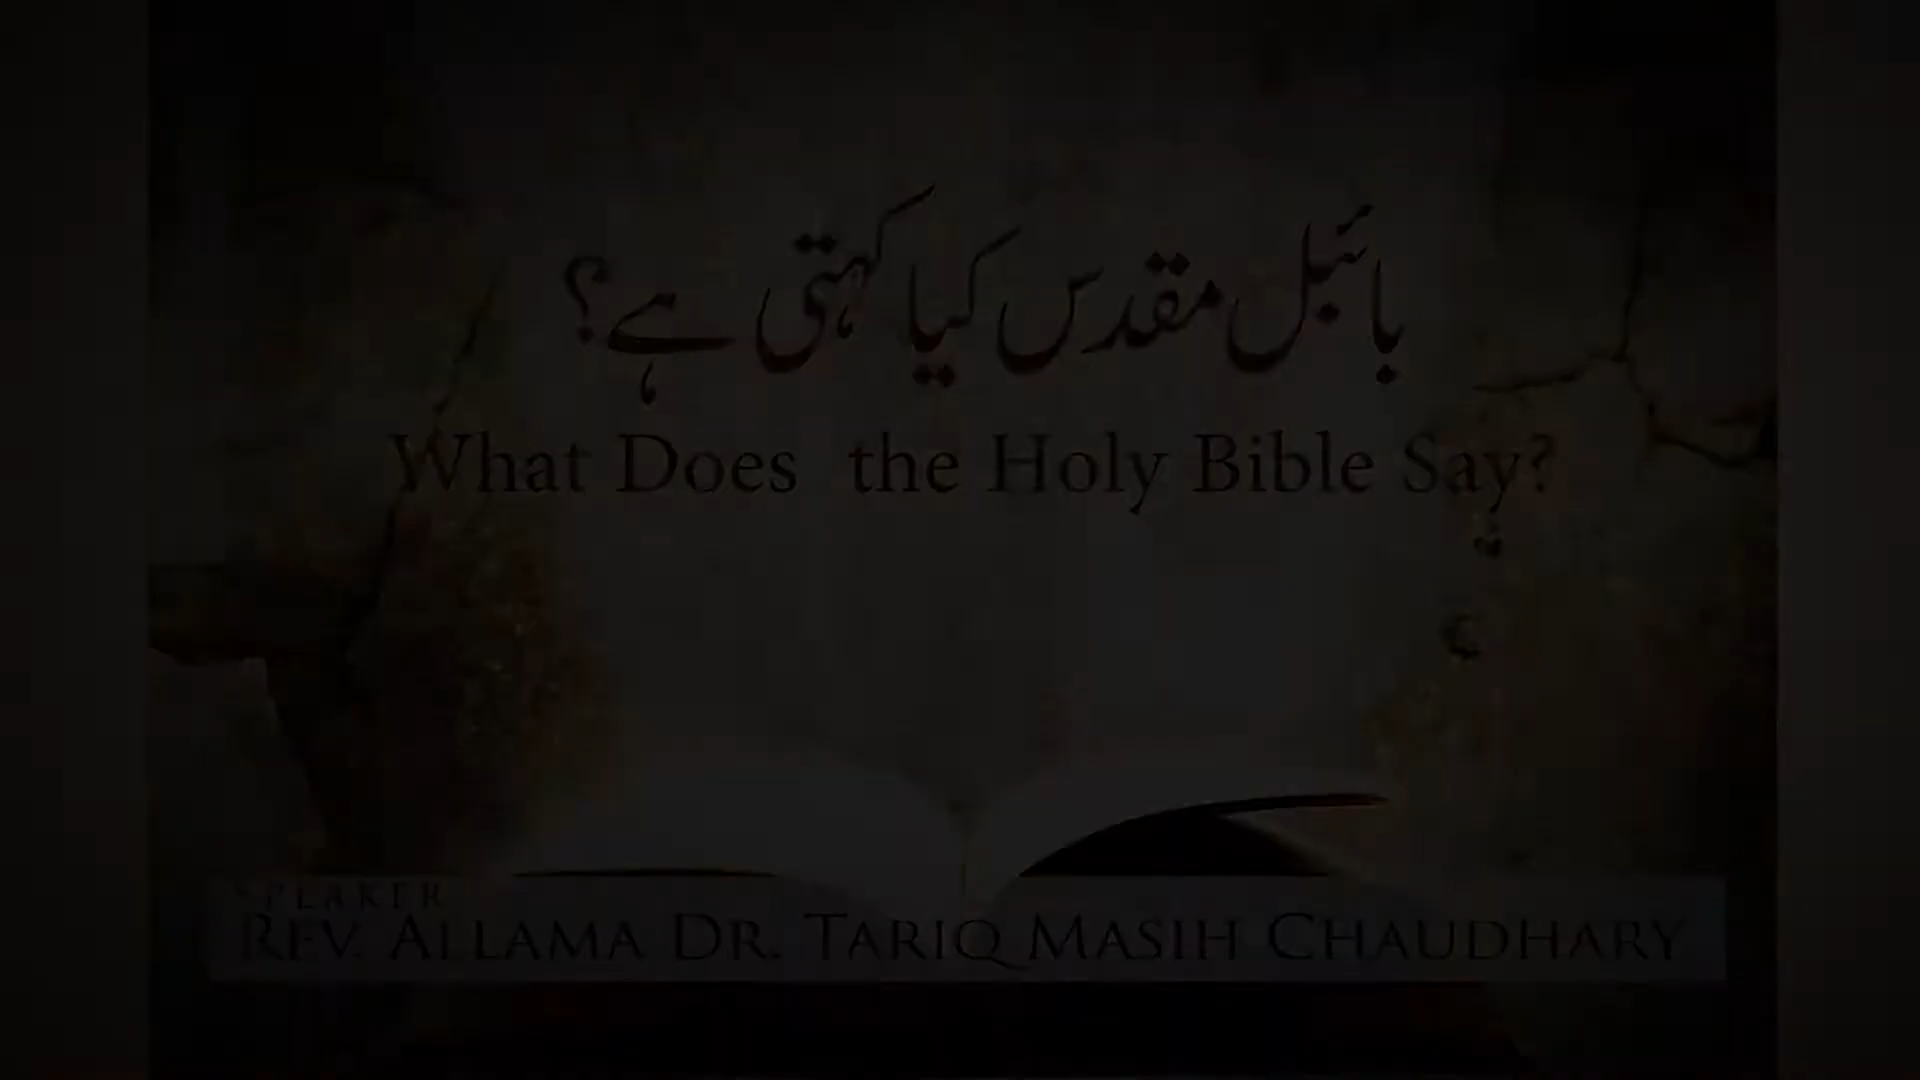 بائبل مقدس کیا کہتی ہے؟
What Does the Holy Bible Say?
SPEAKER
REV. ALLAMA DR. TARIQ MASIH CHAUDHARY